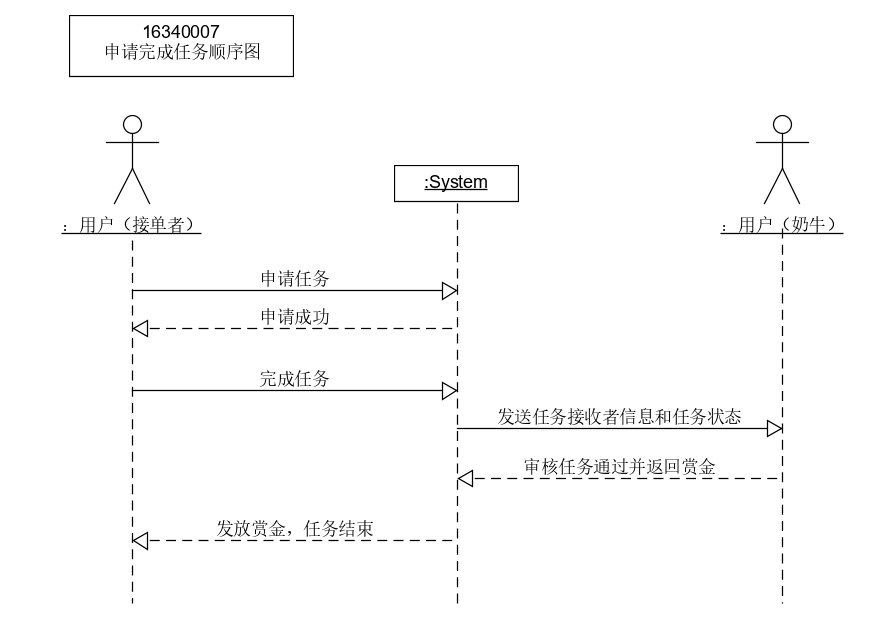 16340007
申请完成任务顺序图
:System
：用户（接单者）
：用户（奶牛）
申请任务
申请成功
完成任务
发送任务接收者信息和任务状态
审核任务通过并返回赏金
发放赏金，任务结束